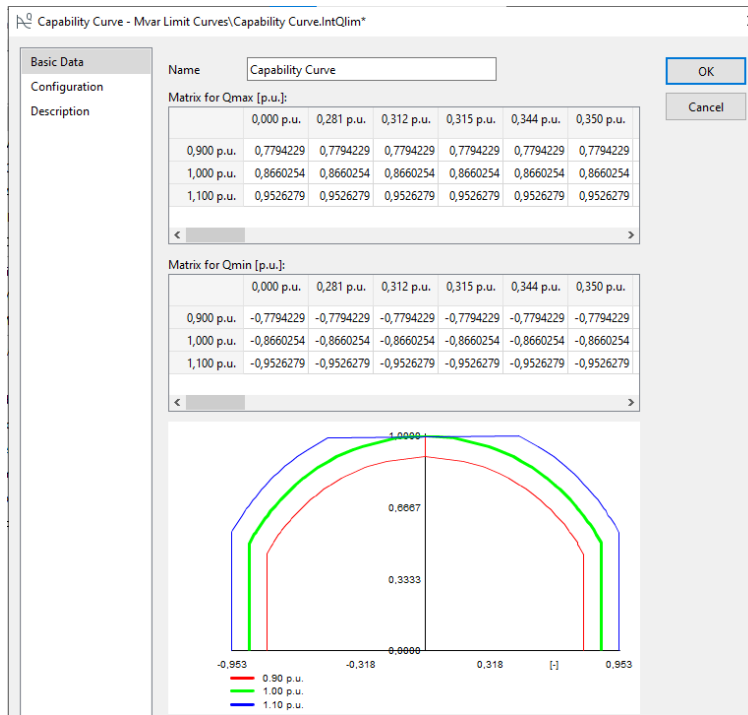 Capability Curve - Mvar Limit Curves\Capability Curve.IntQlim*
Basic Data
Configuration
Description
Name Capability Curve
OK
Cancel
Matrix for Qmax [p.u.]:
0,000 p.u. 0,281 p.u. 0,312 p.u. 0,315 p.u. 0,344 p.u. 0,350 p.u.
0,900 p.u. 0,7794229 0,7794229 0,7794229 0,7794229 0,7794229 0,7794229
1,000 p.u. 0,8660254 0,8660254 0,8660254 0,8660254 0,8660254 0,8660254
1,100 p.u. 0,9526279 0,9526279 0,9526279 0,9526279 0,9526279 0,9526279
Matrix for Qmin [p.u.]:
0,000 p.u. 0,281 p.u. 0,312 p.u. 0,315 p.u. 0,344 p.u. 0,350 p.u.
0,900 p.u. -0,7794229 -0,7794229 -0,7794229 -0,7794229 -0,7794229 -0,7794229
1,000 p.u. -0,8660254 -0,8660254 -0,8660254 -0,8660254 -0,8660254 -0,8660254
1,100 p.u. -0,9526279 -0,9526279 -0,9526279 -0,9526279 -0,9526279 -0,9526279
1,0000
0,6667
0,3333
0,0000
-0,953 -0,318 0,318 [-] 0,953
0.90 p.u.
1.00 p.u.
1.10 p.u.